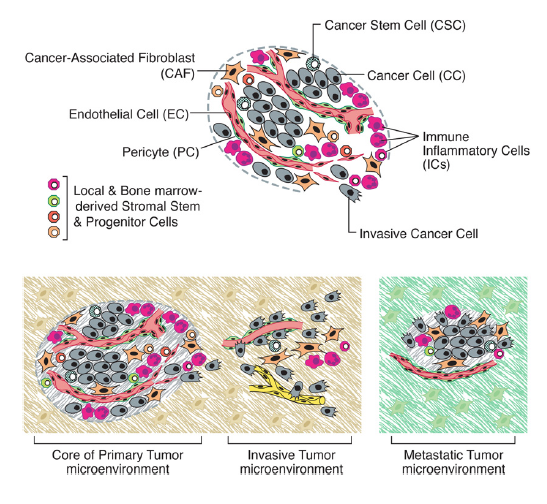 Cancer Stem Cell (CSC)
Cancer-Associated Fibroblast
(CAF)
Cancer Cell (CC)
Endothelial Cell (EC)
Pericyte (PC)
Immune
Inflammatory Cells
(ICs)
Local & Bone marrow-
derived Stromal Stem
& Progenitor Cells
Invasive Cancer Cell
Core of Primary Tumor
microenvironment
Invasive Tumor
microenvironment
Metastatic Tumor
microenvironment